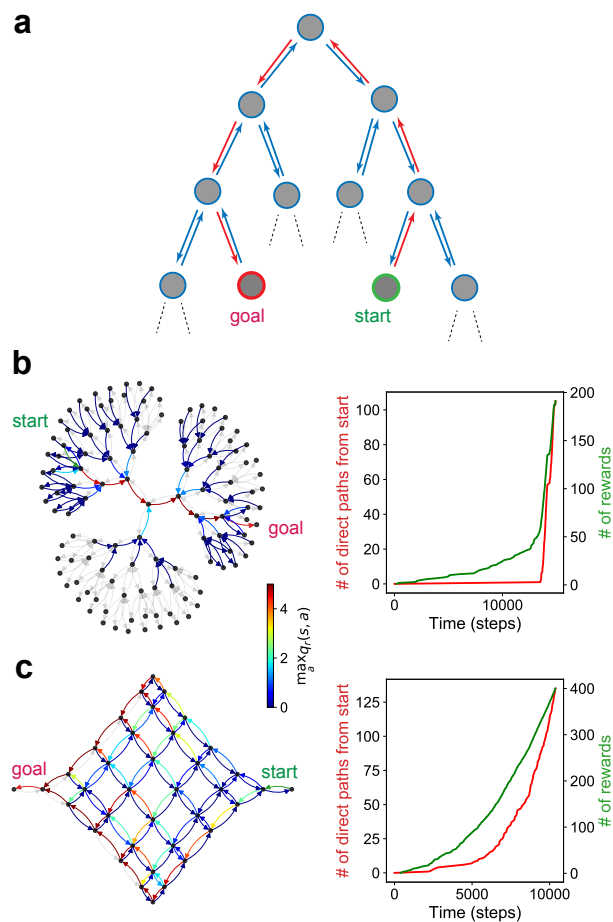 a
goal
start
b
start
goal
# of direct paths from start
100
80
60
40
20
0
0
10000
Time (steps)
200
150
100
50
0
# of rewards
4
2
0
max_a q_r(s, a)
c
goal
start
# of direct paths from start
125
100
75
50
25
0
0
5000
10000
Time (steps)
400
300
200
100
0
# of rewards